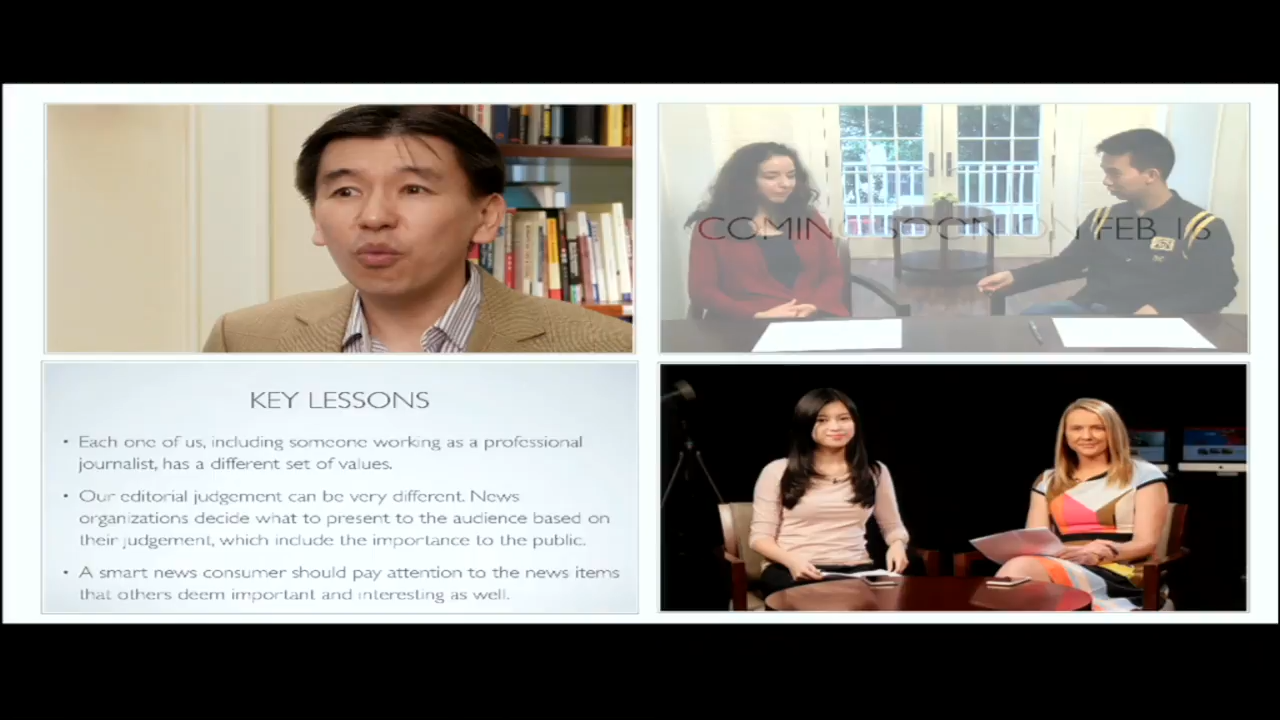 COMING SOON ON FEB 18
KEY LESSONS
• Each one of us, including someone working as a professional
journalist, has a different set of values.
• Our editorial judgement can be very different. News
organizations decide what to present to the audience based on
their judgement, which include the importance to the public.
• A smart news consumer should pay attention to the news items
that others deem important and interesting as well.